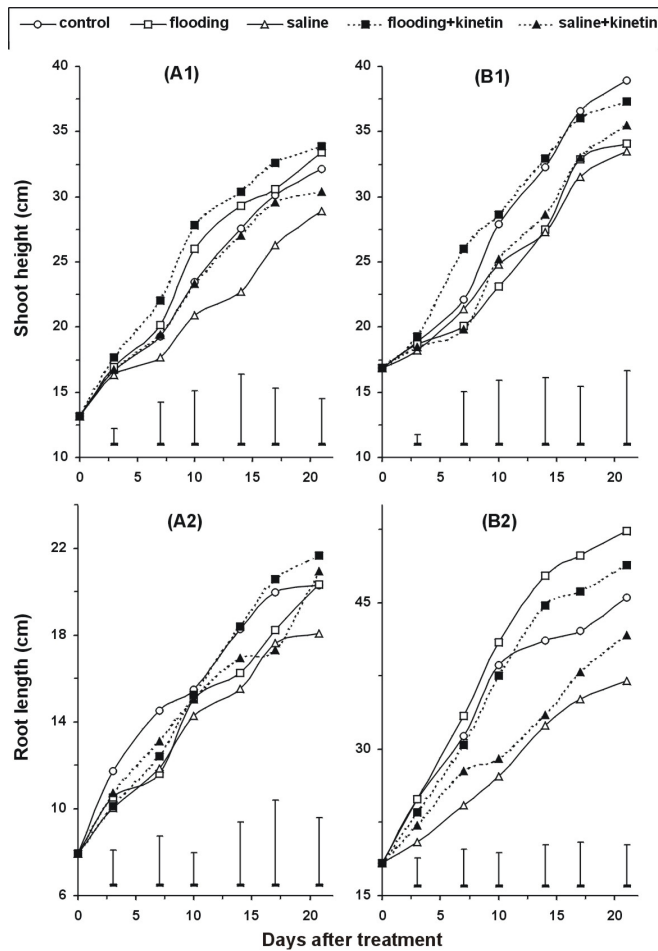 control flooding saline flooding+kinetin saline+kinetin
(A1) (B1)
40 40
35 35
30 30
25 25
20 20
15 15
10 10
0 5 10 15 20 0 5 10 15 20
Shoot height (cm)
(A2) (B2)
22
18 45
14
30
10
6 15
0 5 10 15 20 0 5 10 15 20
Root length (cm)
Days after treatment